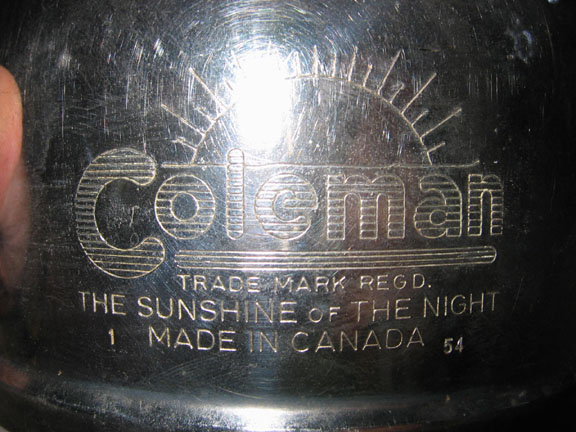 Coleman
TRADE MARK REGD.
THE SUNSHINE OF THE NIGHT
1 MADE IN CANADA 54